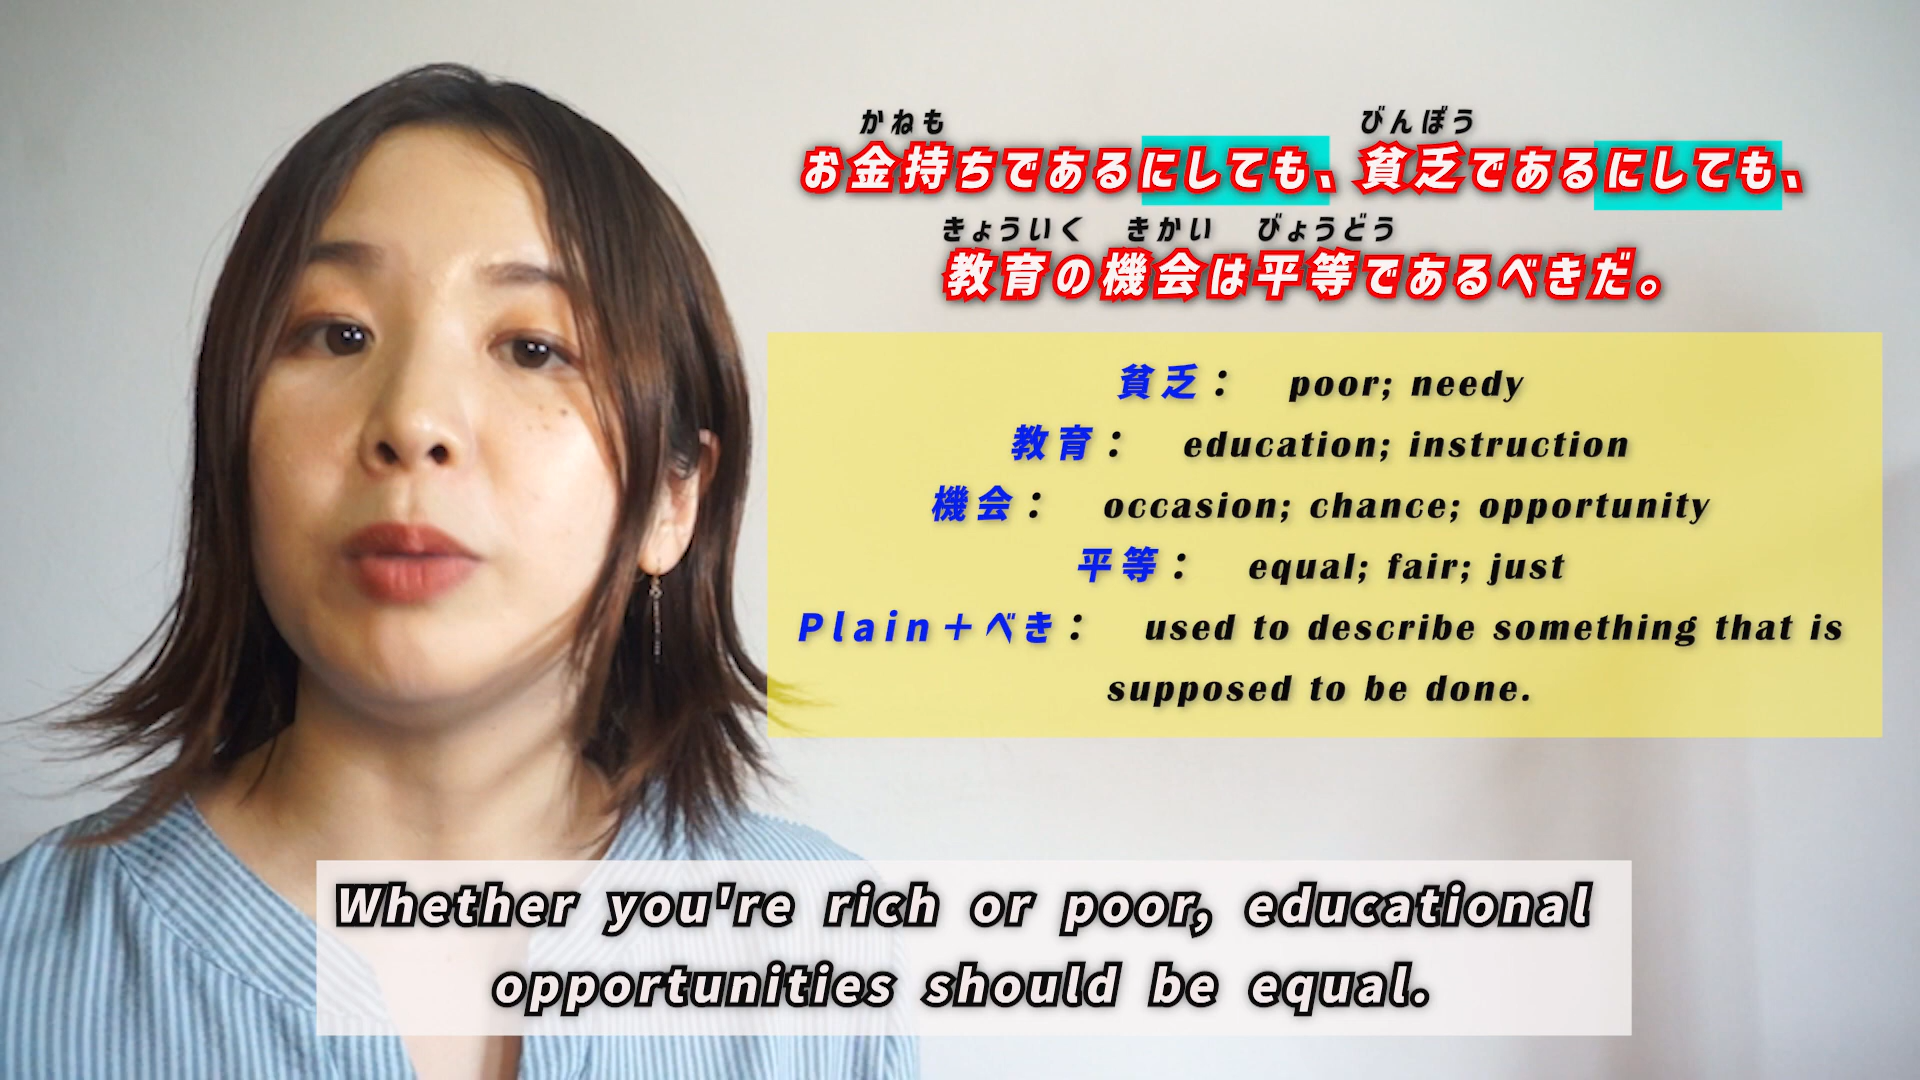 かねも びんぼう
お金持ちであるにしても、貧乏であるにしても、
きょういく きかい びょうどう
教育の機会は平等であるべきだ。
貧乏： poor; needy
教育： education; instruction
機会： occasion; chance; opportunity
平等： equal; fair; just
Plain＋べき： used to describe something that is
supposed to be done.
Whether you're rich or poor, educational
opportunities should be equal.